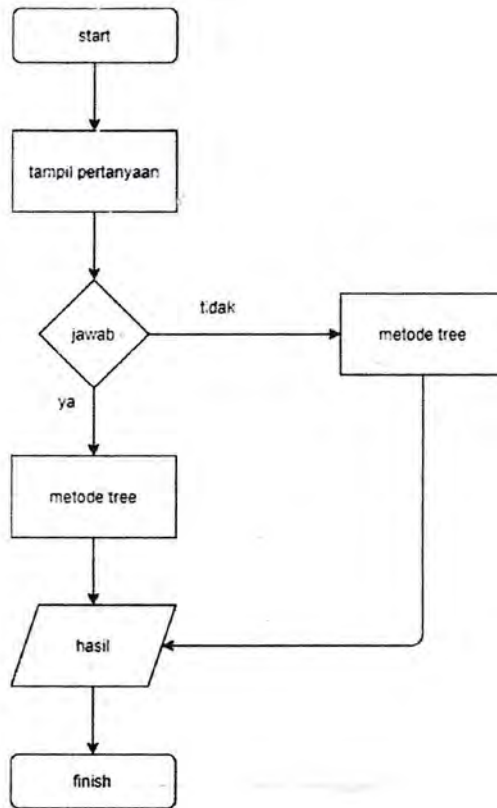 start
tampil pertanyaan
jawab
tidak
metode tree
ya
metode tree
hasil
finish